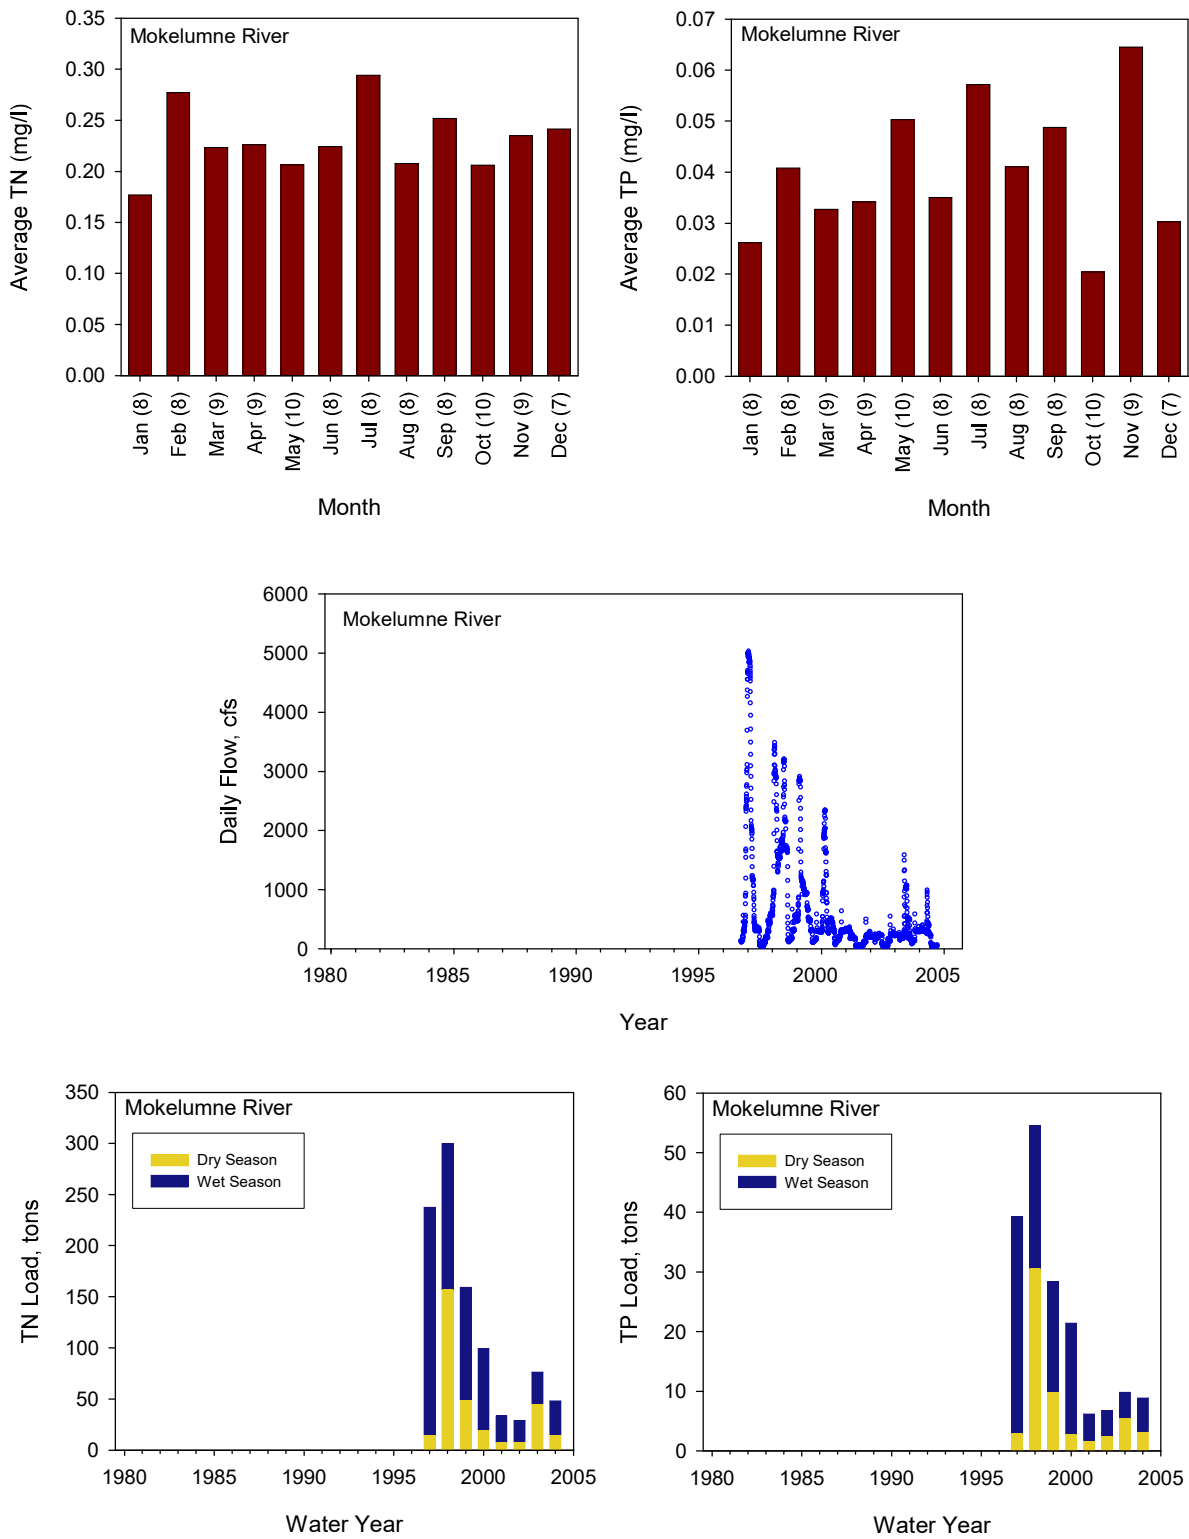 Mokelumne River
Average TN (mg/l)
0.35
0.30
0.25
0.20
0.15
0.10
0.05
0.00
Jan (8)
Feb (8)
Mar (9)
Apr (9)
May (10)
Jun (8)
Jul (8)
Aug (8)
Sep (8)
Oct (10)
Nov (9)
Dec (7)
Month
Mokelumne River
Average TP (mg/l)
0.07
0.06
0.05
0.04
0.03
0.02
0.01
0.00
Jan (8)
Feb (8)
Mar (9)
Apr (9)
May (10)
Jun (8)
Jul (8)
Aug (8)
Sep (8)
Oct (10)
Nov (9)
Dec (7)
Month
Mokelumne River
Daily Flow, cfs
6000
5000
4000
3000
2000
1000
0
1980 1985 1990 1995 2000 2005
Year
Mokelumne River
Dry Season
Wet Season
TN Load, tons
350
300
250
200
150
100
50
0
1980 1985 1990 1995 2000 2005
Water Year
Mokelumne River
Dry Season
Wet Season
TP Load, tons
60
50
40
30
20
10
0
1980 1985 1990 1995 2000 2005
Water Year